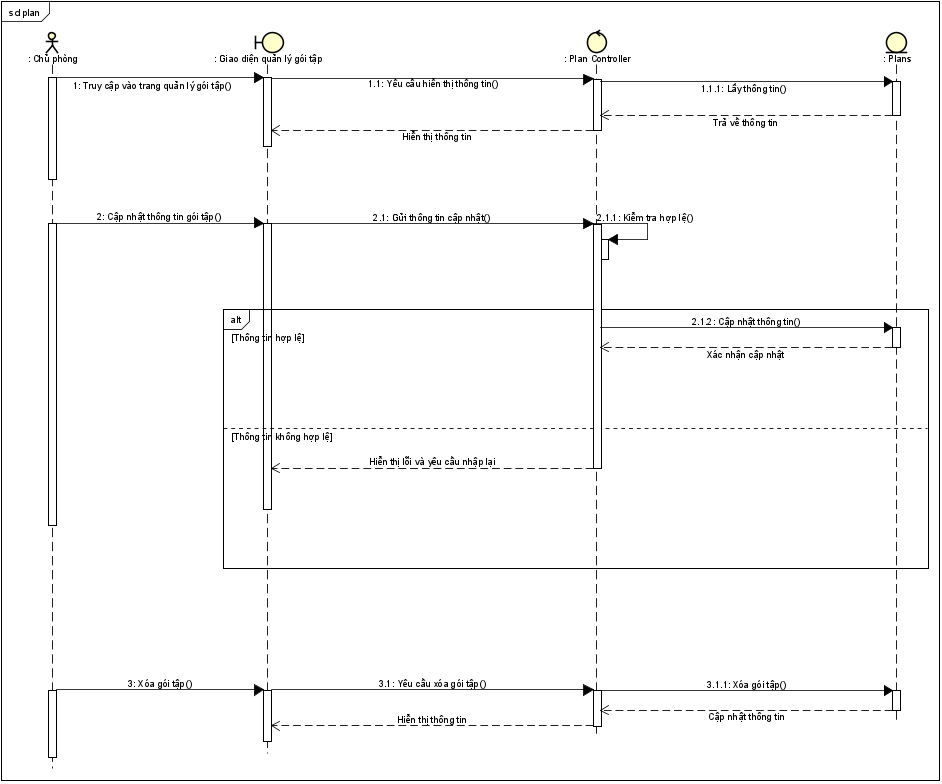 sd plan
: Chủ phòng
: Giao diện quản lý gói tập
: Plan Controller
: Plans
1: Truy cập vào trang quản lý gói tập()
1.1: Yêu cầu hiển thị thông tin()
1.1.1: Lấy thông tin()
Trả về thông tin
Hiển thị thông tin
2: Cập nhật thông tin gói tập()
2.1: Gửi thông tin cập nhật()
2.1.1: Kiểm tra hợp lệ()
alt
[Thông tin hợp lệ]
2.1.2: Cập nhật thông tin()
Xác nhận cập nhật
[Thông tin không hợp lệ]
Hiển thị lỗi và yêu cầu nhập lại
3: Xóa gói tập()
3.1: Yêu cầu xóa gói tập()
3.1.1: Xóa gói tập()
Cập nhật thông tin
Hiển thị thông tin